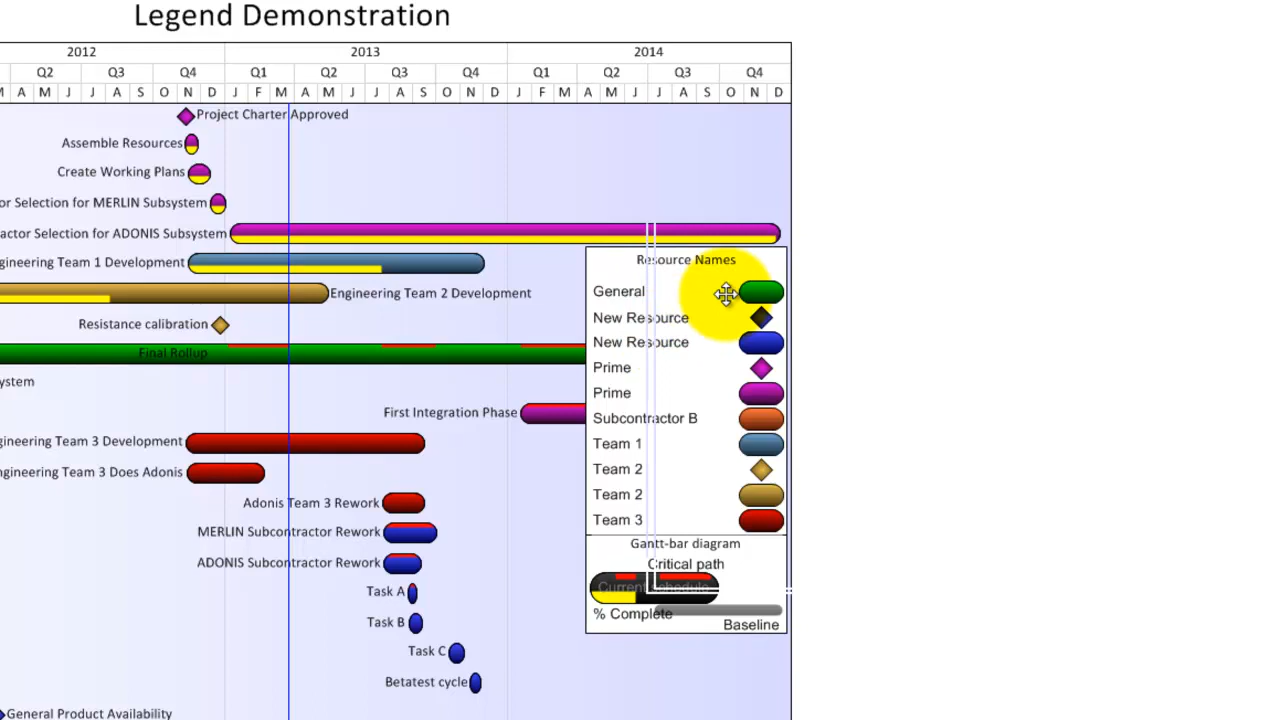 Legend Demonstration
2012 2013 2014
Q2 Q3 Q4 Q1 Q2 Q3 Q4 Q1 Q2 Q3 Q4
A M J J A S O N D J F M A M J J A S O N D J F M A M J J A S O N D
Project Charter Approved
Assemble Resources
Create Working Plans
or Selection for MERLIN Subsystem
actor Selection for ADONIS Subsystem
gineering Team 1 Development
Engineering Team 2 Development
Resistance calibration
Final Rollup
ystem
First Integration Phase
gineering Team 3 Development
ngineering Team 3 Does Adonis
Adonis Team 3 Rework
MERLIN Subcontractor Rework
ADONIS Subcontractor Rework
Task A
Task B
Task C
Betatest cycle
General Product Availability
Resource Names
General
New Resource
New Resource
Prime
Prime
Subcontractor B
Team 1
Team 2
Team 2
Team 3
Gantt-bar diagram
Critical path
Current schedule
% Complete
Baseline